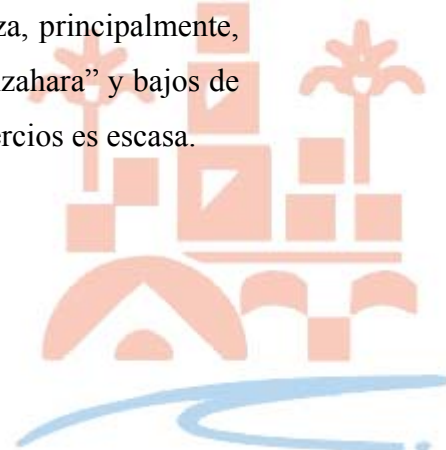 za, principalmente,
zahara” y bajos de
ercios es escasa.